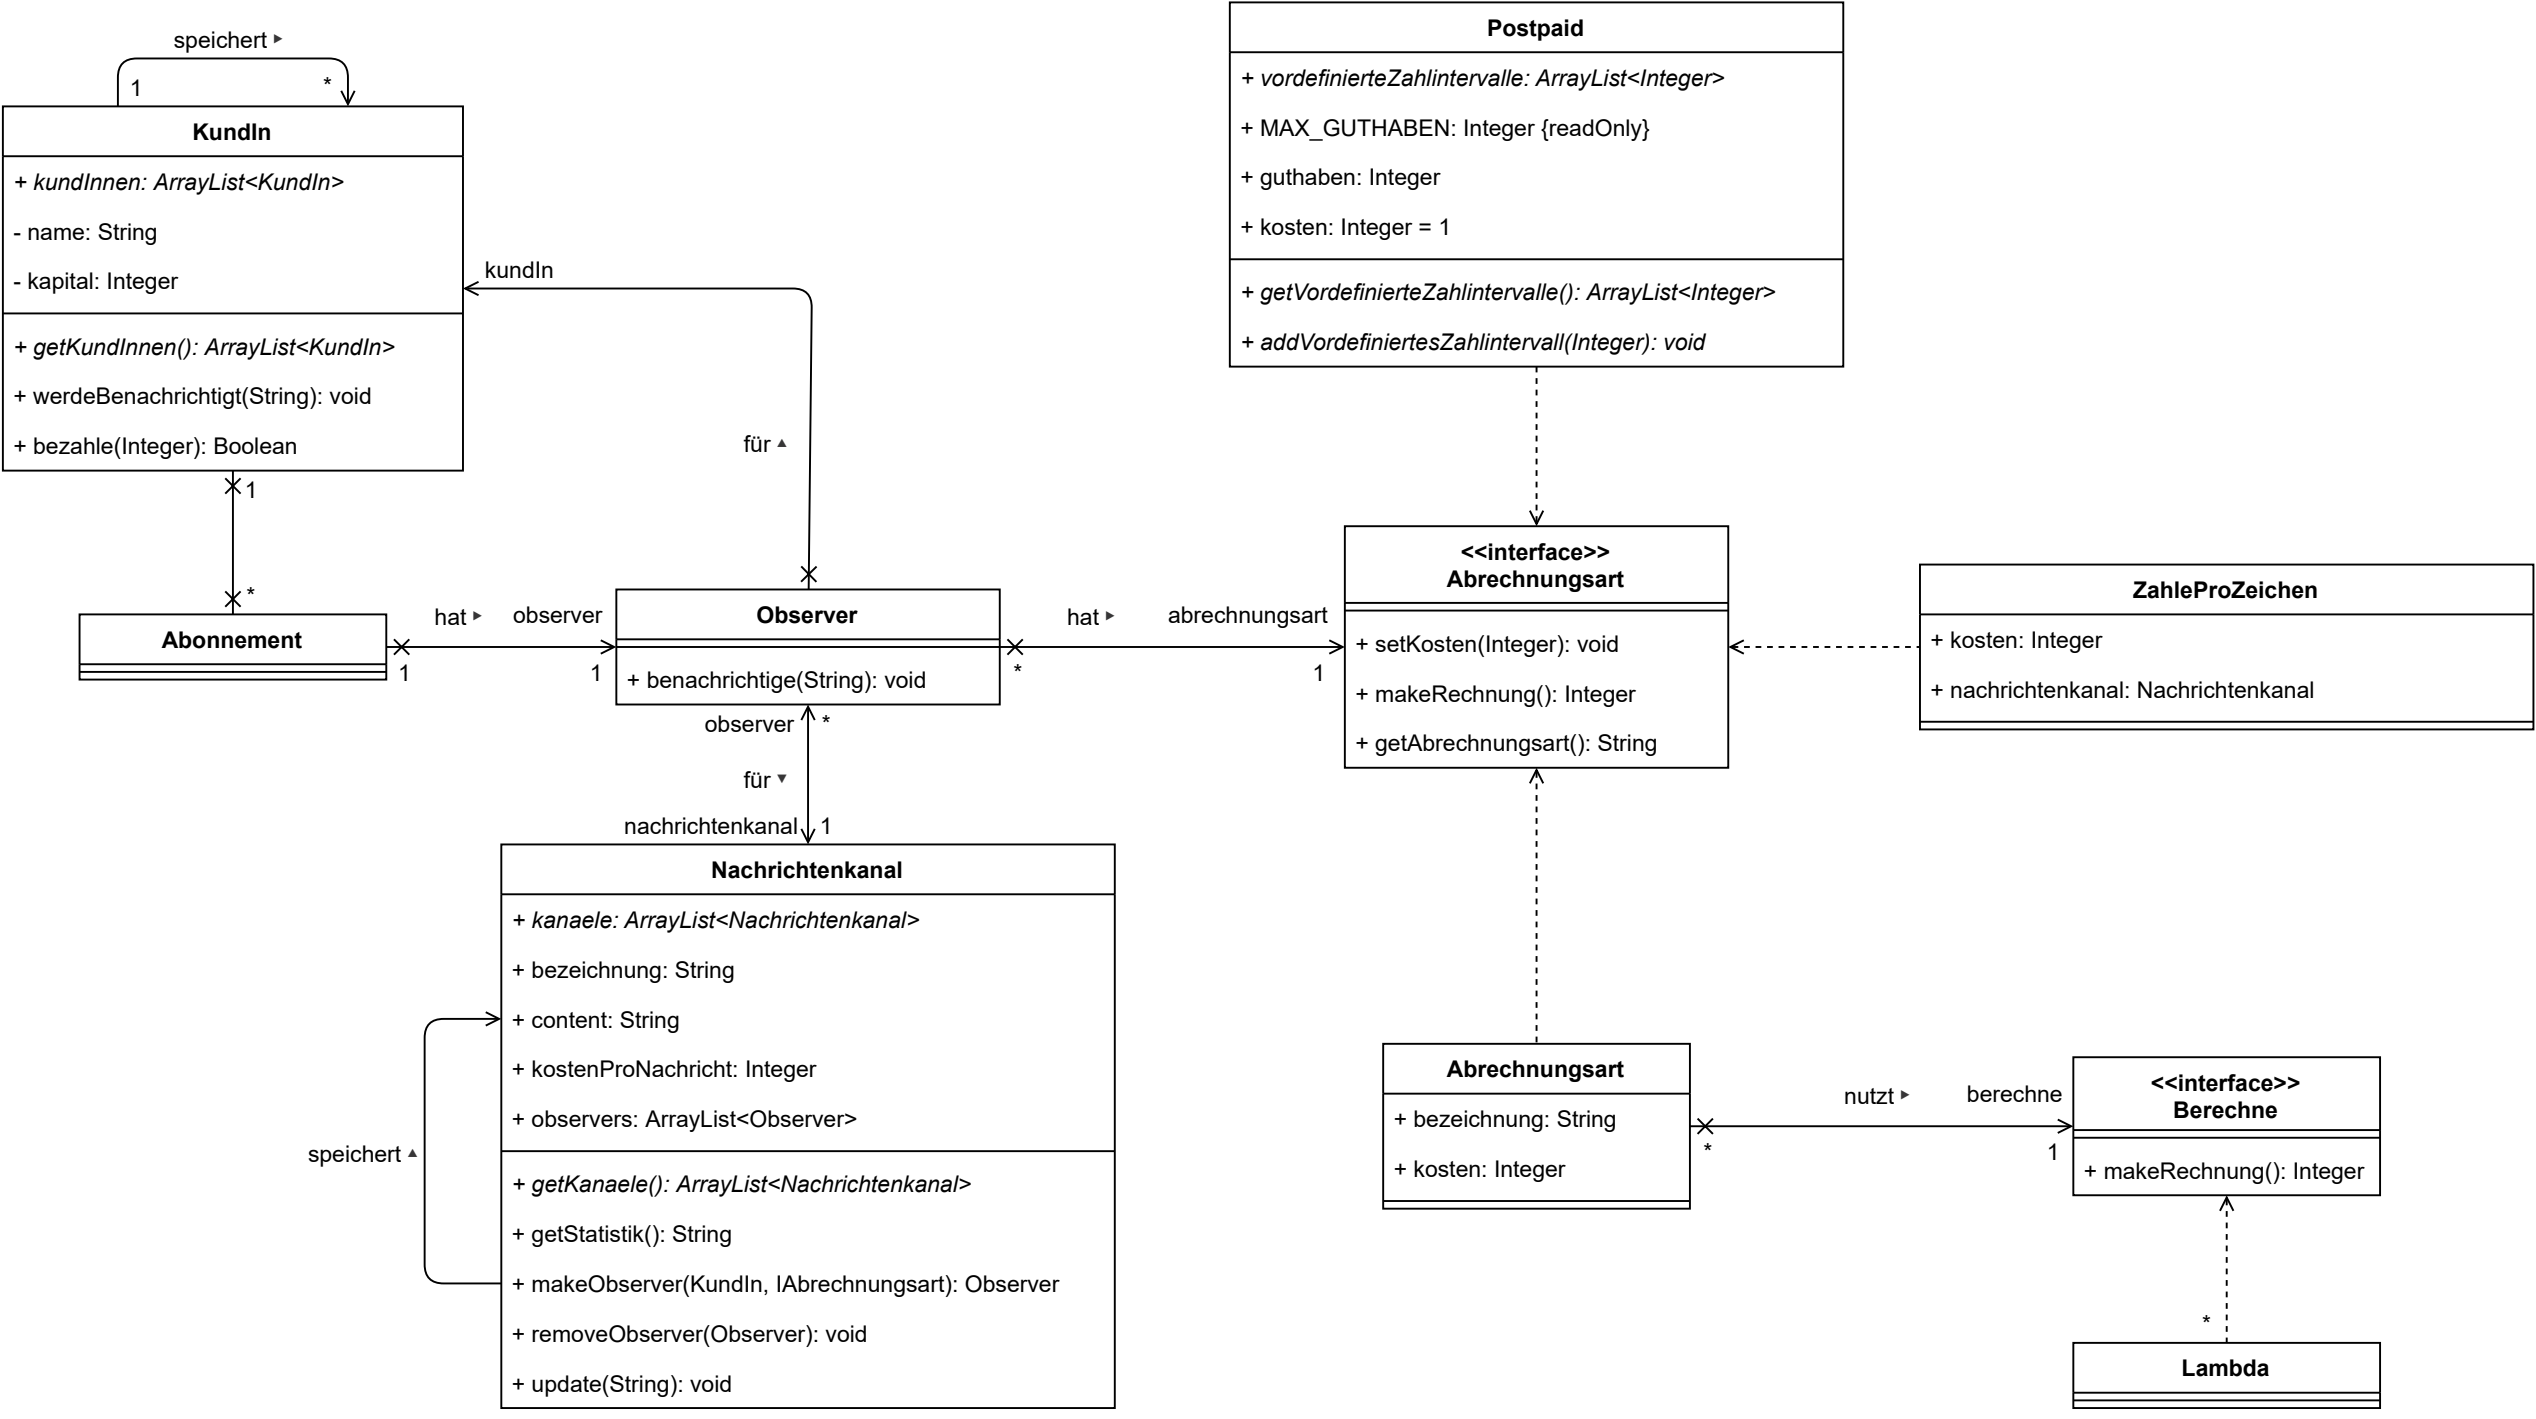 speichert ▸
1
*
KundIn
+ kundInnen: ArrayList<KundIn>
- name: String
- kapital: Integer
+ getKundInnen(): ArrayList<KundIn>
+ werdeBenachrichtigt(String): void
+ bezahle(Integer): Boolean
kundIn
für ▴
1
*
Abonnement
hat ▸ observer
1
1
Observer
+ benachrichtige(String): void
hat ▸ abrechnungsart
*
1
observer
*
für ▾
nachrichtenkanal
1
Nachrichtenkanal
+ kanaele: ArrayList<Nachrichtenkanal>
+ bezeichnung: String
+ content: String
+ kostenProNachricht: Integer
+ observers: ArrayList<Observer>
+ getKanaele(): ArrayList<Nachrichtenkanal>
+ getStatistik(): String
+ makeObserver(KundIn, IAbrechnungsart): Observer
+ removeObserver(Observer): void
+ update(String): void
speichert ▴
Postpaid
+ vordefinierteZahlintervalle: ArrayList<Integer>
+ MAX_GUTHABEN: Integer {readOnly}
+ guthaben: Integer
+ kosten: Integer = 1
+ getVordefinierteZahlintervalle(): ArrayList<Integer>
+ addVordefiniertesZahlintervall(Integer): void
<<interface>>
Abrechnungsart
+ setKosten(Integer): void
+ makeRechnung(): Integer
+ getAbrechnungsart(): String
ZahleProZeichen
+ kosten: Integer
+ nachrichtenkanal: Nachrichtenkanal
Abrechnungsart
+ bezeichnung: String
+ kosten: Integer
nutzt ▸ berechne
*
1
<<interface>>
Berechne
+ makeRechnung(): Integer
*
Lambda